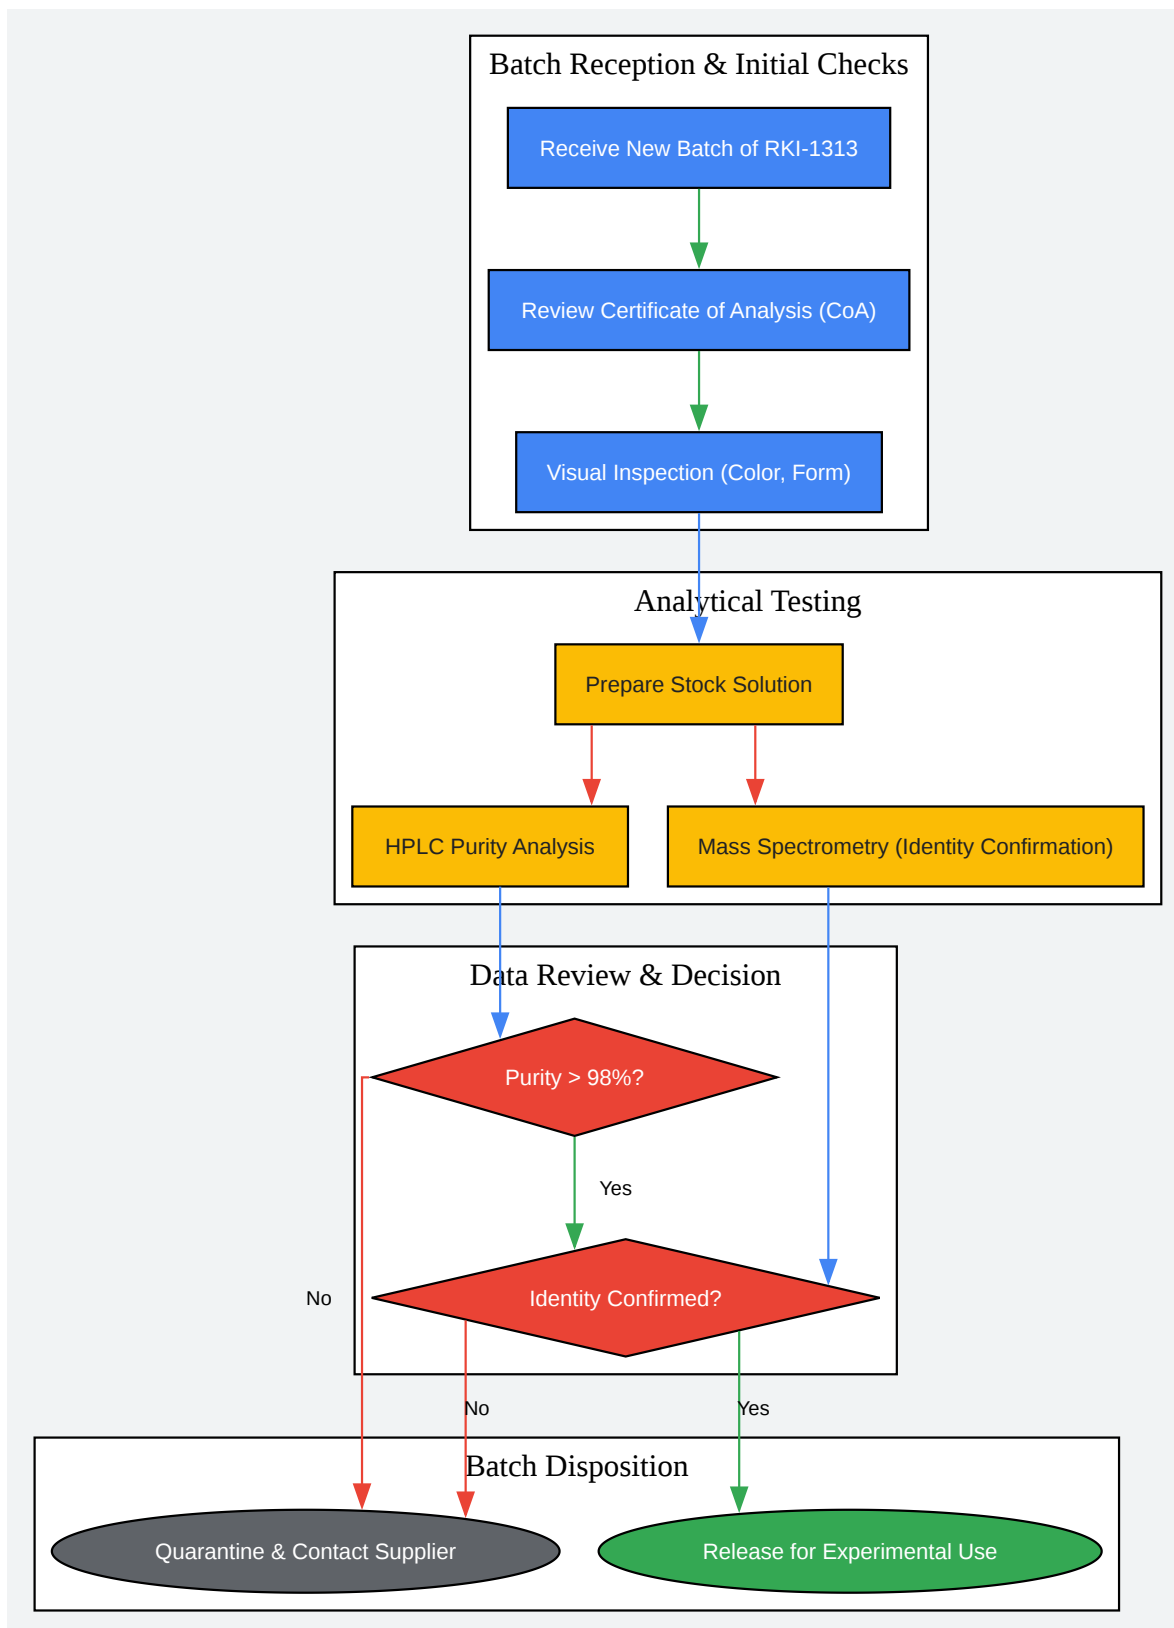 Batch Reception & Initial Checks
Receive New Batch of RKI-1313
Review Certificate of Analysis (CoA)
Visual Inspection (Color, Form)
Analytical Testing
Prepare Stock Solution
HPLC Purity Analysis
Mass Spectrometry (Identity Confirmation)
Data Review & Decision
Purity > 98%?
Yes
Identity Confirmed?
No
No
Yes
Batch Disposition
Quarantine & Contact Supplier
Release for Experimental Use